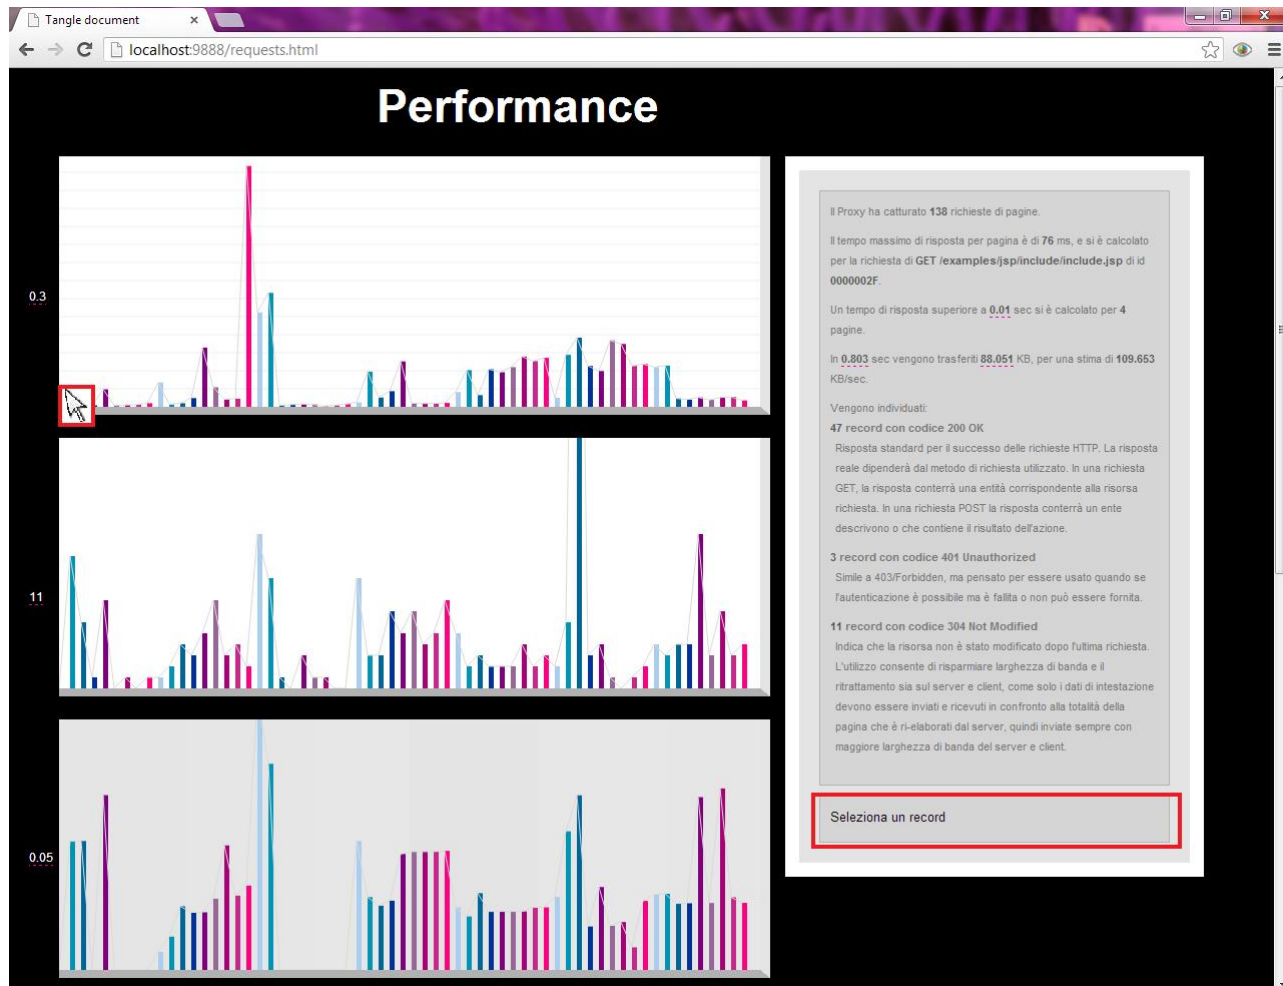 Tangle document
localhost:9888/requests.html
Performance
0.3
11
0.05
Il Proxy ha catturato 138 richieste di pagine.
Il tempo massimo di risposta per pagina è di 76 ms, e si è calcolato
per la richiesta di GET /examples/jsp/include/include.jsp di id
0000002F.
Un tempo di risposta superiore a 0.01 sec si è calcolato per 4
pagine.
In 0.803 sec vengono trasferiti 88.051 KB, per una stima di 109.653
KB/sec.
Vengono individuati:
47 record con codice 200 OK
Risposta standard per il successo delle richieste HTTP. La risposta
reale dipenderà dal metodo di richiesta utilizzato. In una richiesta
GET, la risposta conterrà una entità corrispondente alla risorsa
richiesta. In una richiesta POST la risposta conterrà un ente
descrivono o che contiene il risultato dell'azione.
3 record con codice 401 Unauthorized
Simile a 403/Forbidden, ma pensato per essere usato quando se
l'autenticazione è possibile ma è fallita o non può essere fornita.
11 record con codice 304 Not Modified
Indica che la risorsa non è stato modificato dopo l'ultima richiesta.
L'utilizzo consente di risparmiare larghezza di banda e il
ritrattamento sia sul server e client, come solo i dati di intestazione
devono essere inviati e ricevuti in confronto alla totalità della
pagina che è ri-elaborati dal server, quindi inviate sempre con
maggiore larghezza di banda del server e client.
Seleziona un record